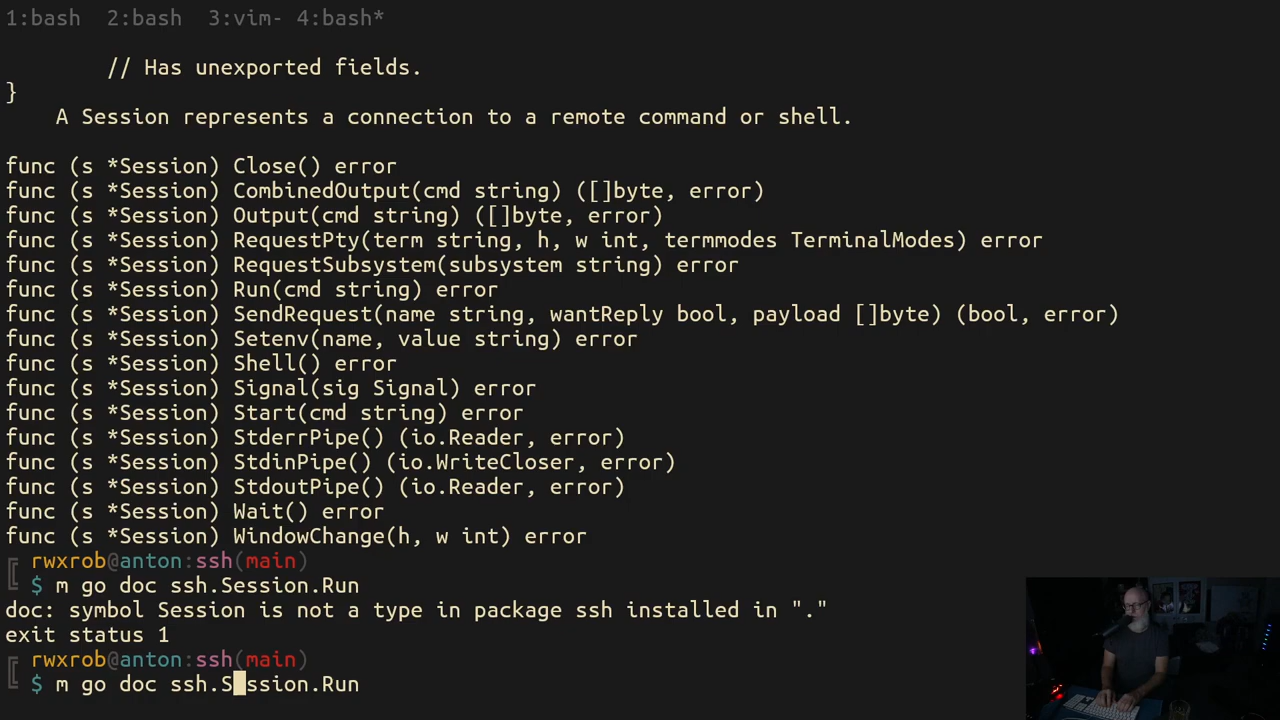 1:bash  2:bash  3:vim- 4:bash*
        // Has unexported fields.
}
    A Session represents a connection to a remote command or shell.
func (s *Session) Close() error
func (s *Session) CombinedOutput(cmd string) ([]byte, error)
func (s *Session) Output(cmd string) ([]byte, error)
func (s *Session) RequestPty(term string, h, w int, termmodes TerminalModes) error
func (s *Session) RequestSubsystem(subsystem string) error
func (s *Session) Run(cmd string) error
func (s *Session) SendRequest(name string, wantReply bool, payload []byte) (bool, error)
func (s *Session) Setenv(name, value string) error
func (s *Session) Shell() error
func (s *Session) Signal(sig Signal) error
func (s *Session) Start(cmd string) error
func (s *Session) StderrPipe() (io.Reader, error)
func (s *Session) StdinPipe() (io.WriteCloser, error)
func (s *Session) StdoutPipe() (io.Reader, error)
func (s *Session) Wait() error
func (s *Session) WindowChange(h, w int) error
rwxrob@anton:ssh(main)
$ m go doc ssh.Session.Run
doc: symbol Session is not a type in package ssh installed in "."
exit status 1
rwxrob@anton:ssh(main)
$ m go doc ssh.Session.Run